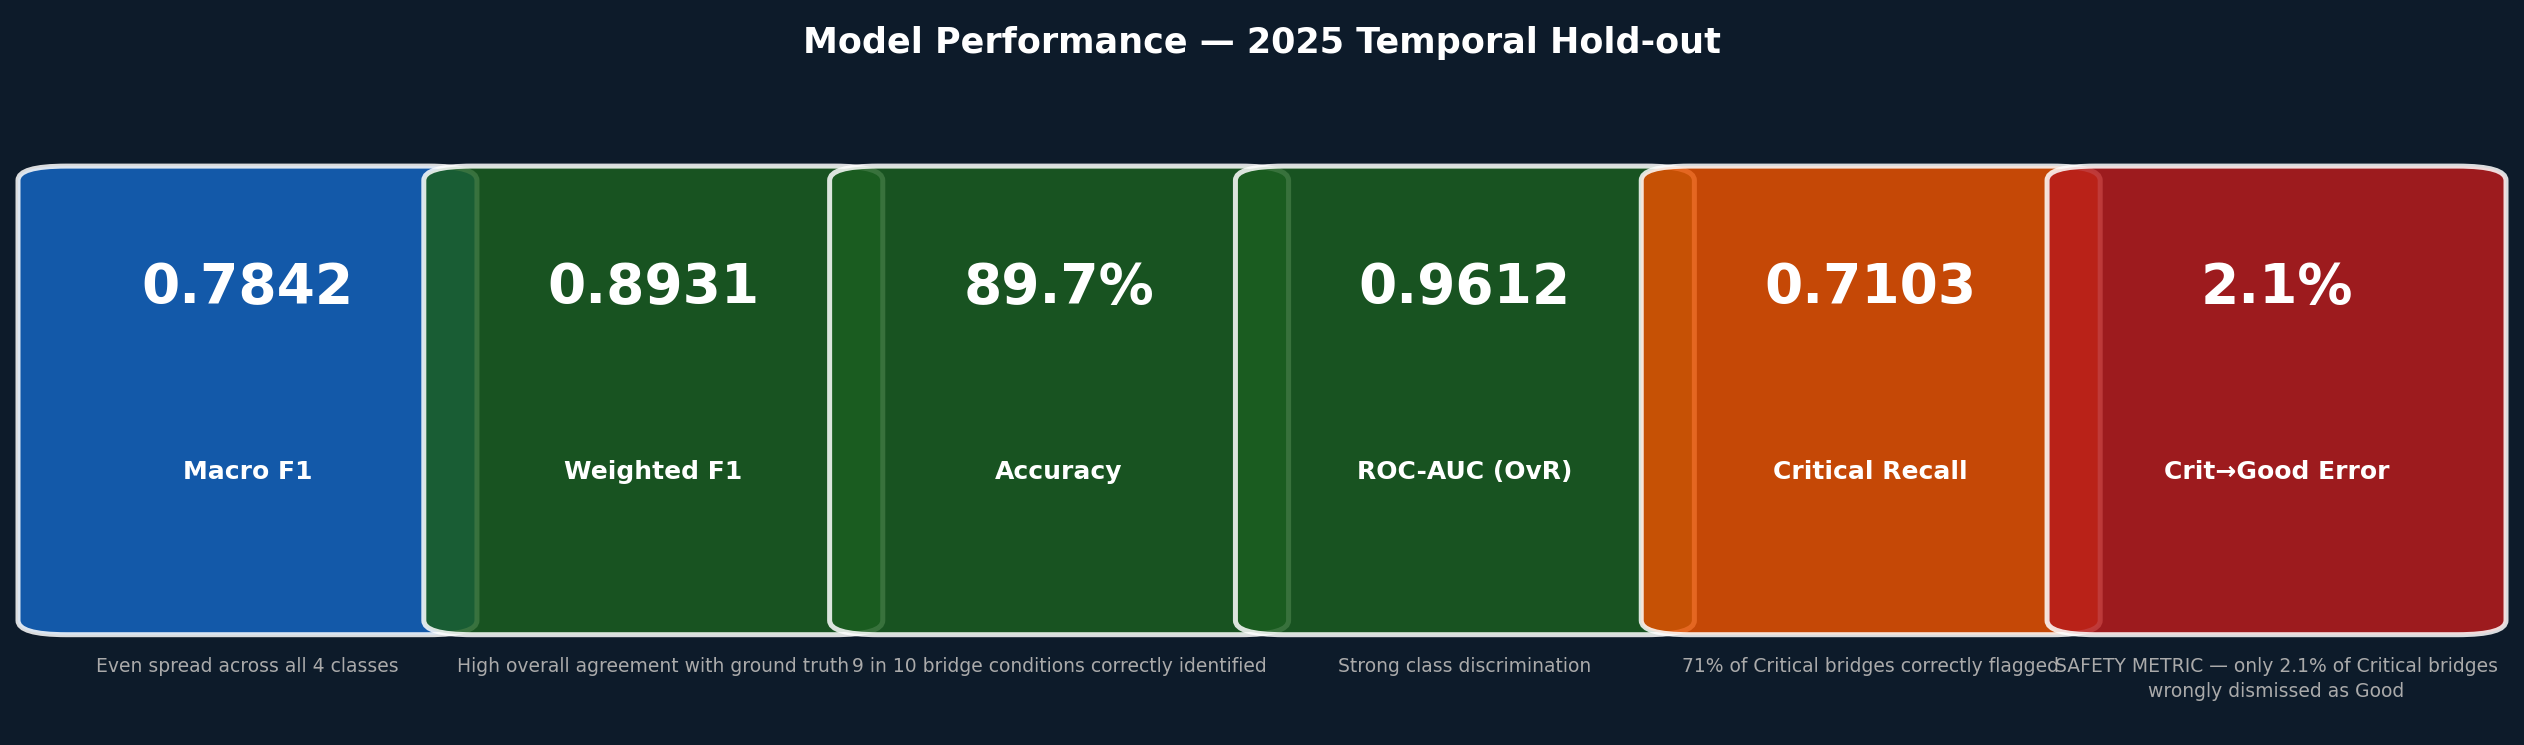 Model Performance — 2025 Temporal Hold-out
0.7842
Macro F1
Even spread across all 4 classes
0.8931
Weighted F1
High overall agreement with ground truth
89.7%
Accuracy
9 in 10 bridge conditions correctly identified
0.9612
ROC-AUC (OvR)
Strong class discrimination
0.7103
Critical Recall
71% of Critical bridges correctly flagged
2.1%
Crit→Good Error
SAFETY METRIC — only 2.1% of Critical bridges
wrongly dismissed as Good